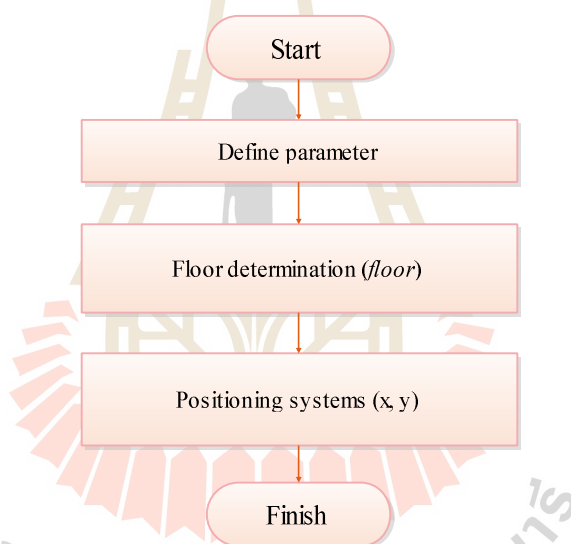 Start
Define parameter
Floor determination (floor)
Positioning systems (x, y)
Finish